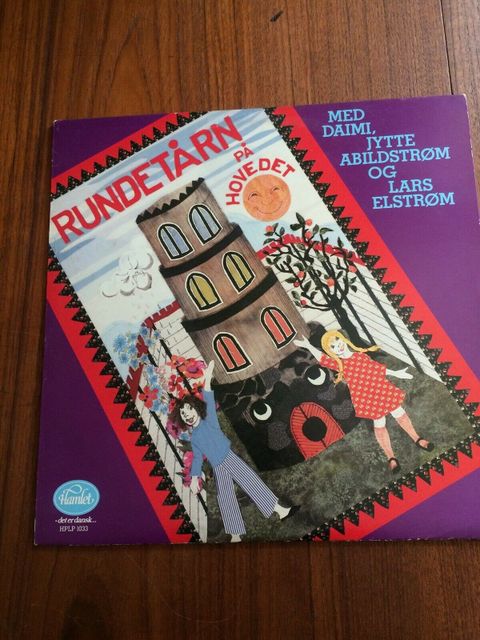 RUNDETÅRN
PÅ
HOVEDET
MED
DAIMI,
JYTTE
ABILDSTRØM
OG
LARS
ELSTRØM
Hamlet
- det er dansk...
HPLP 1033